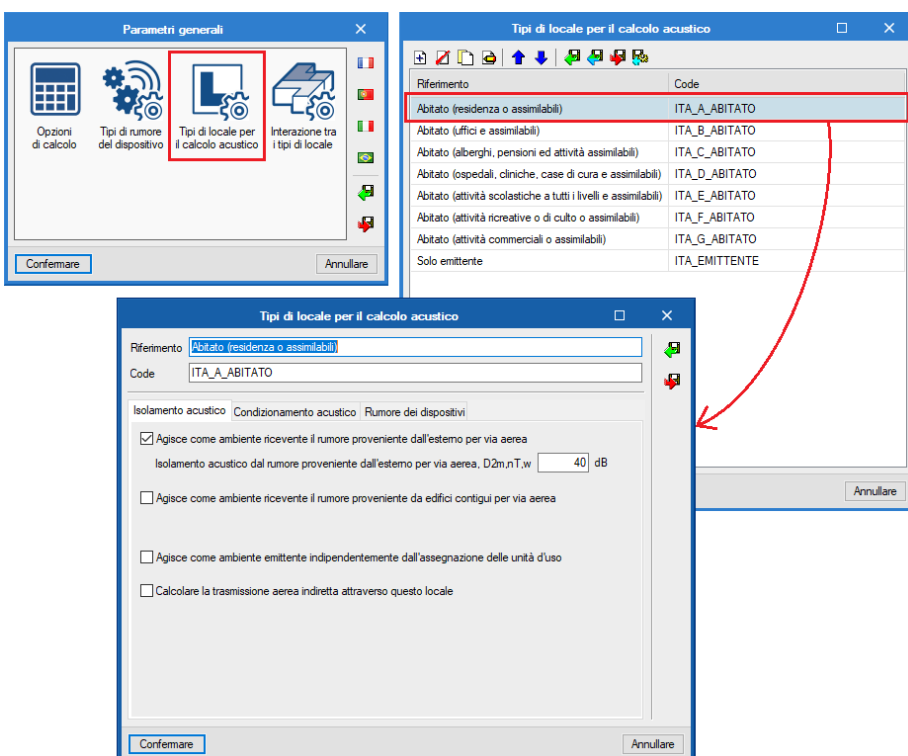 Parametri generali
Opzioni
di calcolo
Tipi di rumore
del dispositivo
Tipi di locale per
il calcolo acustico
Interazione tra
i tipi di locale
Confermare
Annullare
Tipi di locale per il calcolo acustico
Riferimento Code
Abitato (residenza o assimilabili) ITA_A_ABITATO
Abitato (uffici e assimilabili) ITA_B_ABITATO
Abitato (alberghi, pensioni ed attività assimilabili) ITA_C_ABITATO
Abitato (ospedali, cliniche, case di cura e assimilabili) ITA_D_ABITATO
Abitato (attività scolastiche a tutti i livelli e assimilabili) ITA_E_ABITATO
Abitato (attività ricreative o di culto o assimilabili) ITA_F_ABITATO
Abitato (attività commerciali o assimilabili) ITA_G_ABITATO
Solo emittente ITA_EMITTENTE
Annullare
Tipi di locale per il calcolo acustico
Riferimento Abitato (residenza o assimilabili)
Code ITA_A_ABITATO
Isolamento acustico Condizionamento acustico Rumore dei dispositivi
Agisce come ambiente ricevente il rumore proveniente dall'esterno per via aerea
Isolamento acustico dal rumore proveniente dall'esterno per via aerea, D2m,nT,w 40 dB
Agisce come ambiente ricevente il rumore proveniente da edifici contigui per via aerea
Agisce come ambiente emittente indipendentemente dall'assegnazione delle unità d'uso
Calcolare la trasmissione aerea indiretta attraverso questo locale
Confermare
Annullare